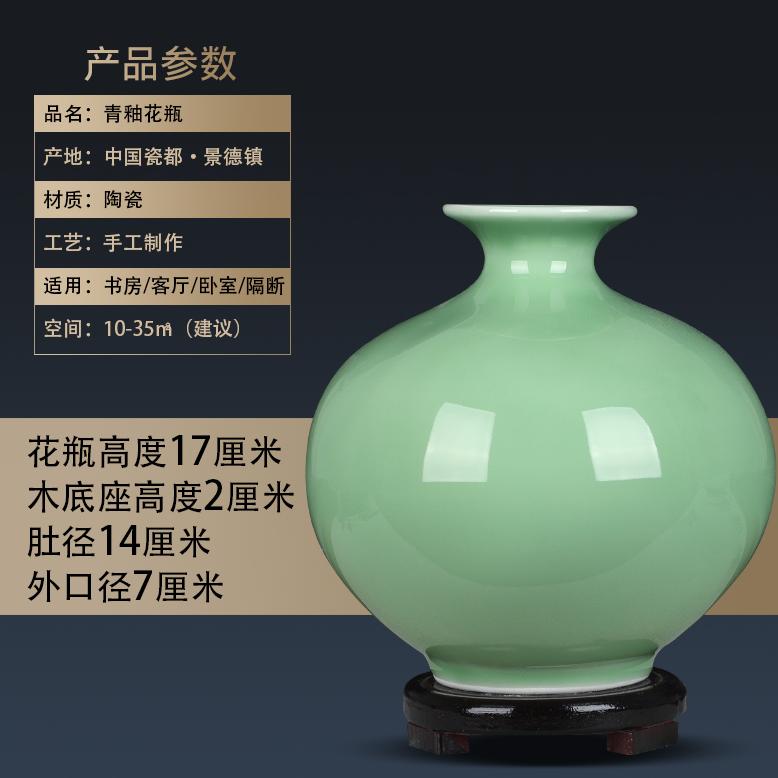 产品参数
品名：青釉花瓶
产地：中国瓷都·景德镇
材质：陶瓷
工艺：手工制作
适用：书房/客厅/卧室/隔断
空间：10-35㎡（建议）
花瓶高度17厘米
木底座高度2厘米
肚径14厘米
外口径7厘米